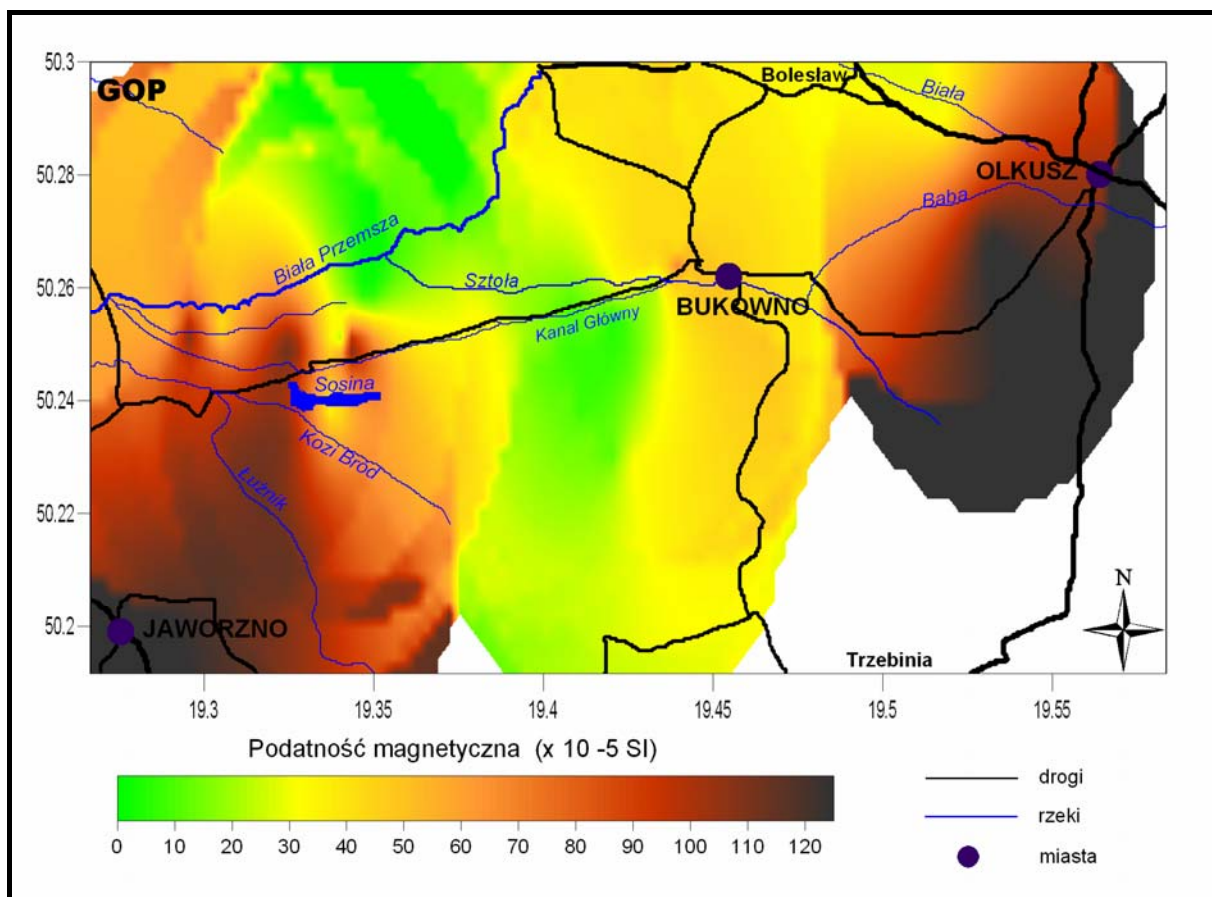 50.3
GOP
Bolesław
Biała
50.28
OLKUSZ
Baba
Biała Przemsza
Sztoła
50.26
BUKOWNO
Kanał Główny
50.24
Sosina
Kozi Bród
Łużnik
50.22
N
50.2
JAWORZNO
Trzebinia
19.3 19.35 19.4 19.45 19.5 19.55
Podatność magnetyczna (x 10 -5 SI)
0 10 20 30 40 50 60 70 80 90 100 110 120
drogi
rzeki
miasta